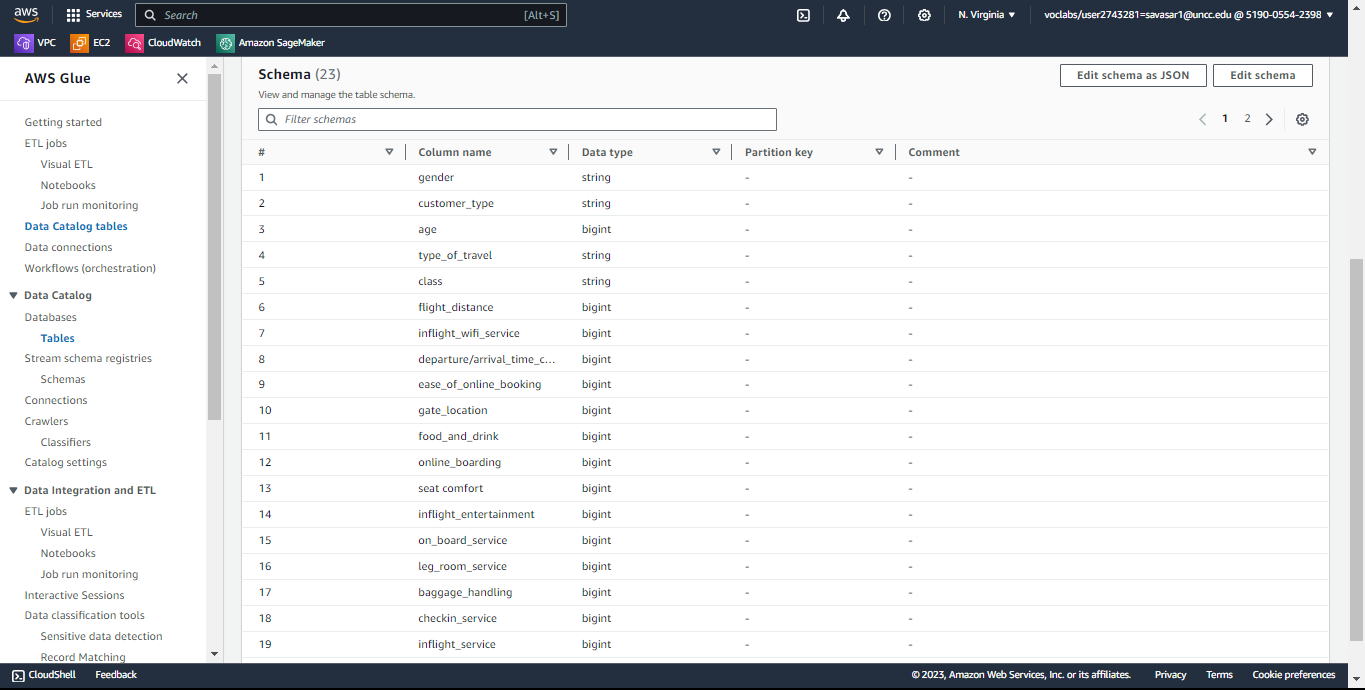 aws Services Search [Alt+S] N. Virginia voclabs/user2743281=savasar1@uncc.edu @ 5190-0554-2398
VPC EC2 CloudWatch Amazon SageMaker
AWS Glue
Getting started
ETL jobs
Visual ETL
Notebooks
Job run monitoring
Data Catalog tables
Data connections
Workflows (orchestration)
Data Catalog
Databases
Tables
Stream schema registries
Schemas
Connections
Crawlers
Classifiers
Catalog settings
Data Integration and ETL
ETL jobs
Visual ETL
Notebooks
Job run monitoring
Interactive Sessions
Data classification tools
Sensitive data detection
Record Matching
Schema (23)
Edit schema as JSON Edit schema
View and manage the table schema.
Filter schemas
1 2
# Column name Data type Partition key Comment
1 gender string - -
2 customer_type string - -
3 age bigint - -
4 type_of_travel string - -
5 class string - -
6 flight_distance bigint - -
7 inflight_wifi_service bigint - -
8 departure/arrival_time_c... bigint - -
9 ease_of_online_booking bigint - -
10 gate_location bigint - -
11 food_and_drink bigint - -
12 online_boarding bigint - -
13 seat comfort bigint - -
14 inflight_entertainment bigint - -
15 on_board_service bigint - -
16 leg_room_service bigint - -
17 baggage_handling bigint - -
18 checkin_service bigint - -
19 inflight_service bigint - -
CloudShell Feedback © 2023, Amazon Web Services, Inc. or its affiliates. Privacy Terms Cookie preferences